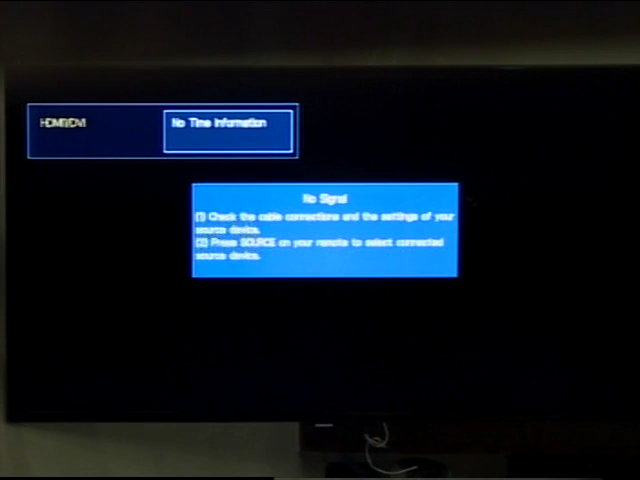 HDMI1/DVI
No Time Information
No Signal
(1) Check the cable connections and the settings of your
source device.
(2) Press SOURCE on your remote to select connected
source device.